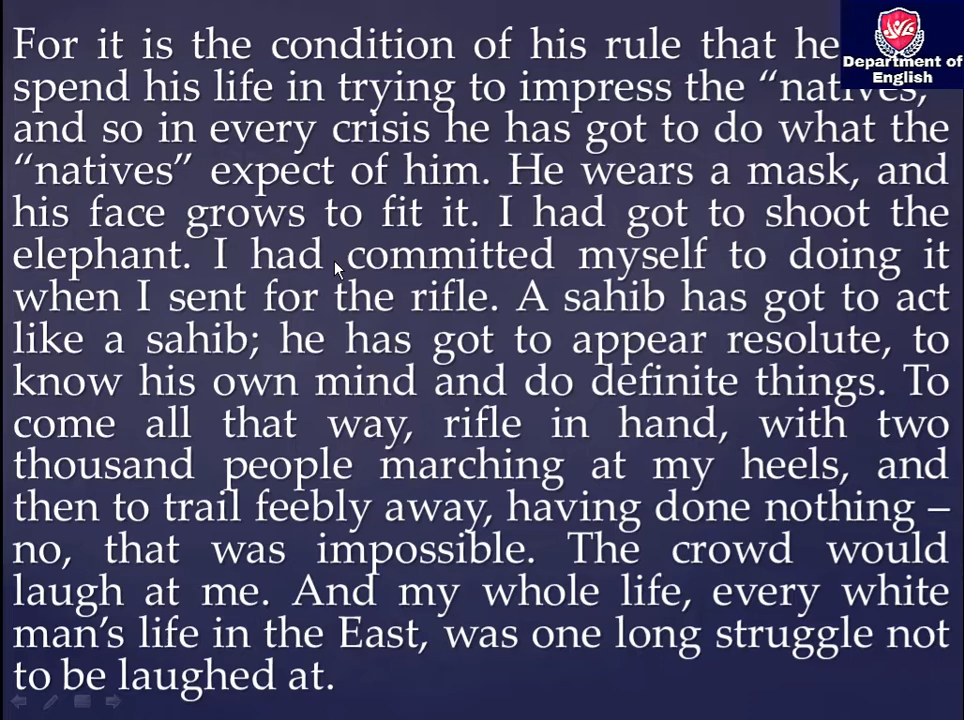 For it is the condition of his rule that he
spend his life in trying to impress the “natives,”
and so in every crisis he has got to do what the
“natives” expect of him. He wears a mask, and
his face grows to fit it. I had got to shoot the
elephant. I had committed myself to doing it
when I sent for the rifle. A sahib has got to act
like a sahib; he has got to appear resolute, to
know his own mind and do definite things. To
come all that way, rifle in hand, with two
thousand people marching at my heels, and
then to trail feebly away, having done nothing –
no, that was impossible. The crowd would
laugh at me. And my whole life, every white
man’s life in the East, was one long struggle not
to be laughed at.
Department of
English